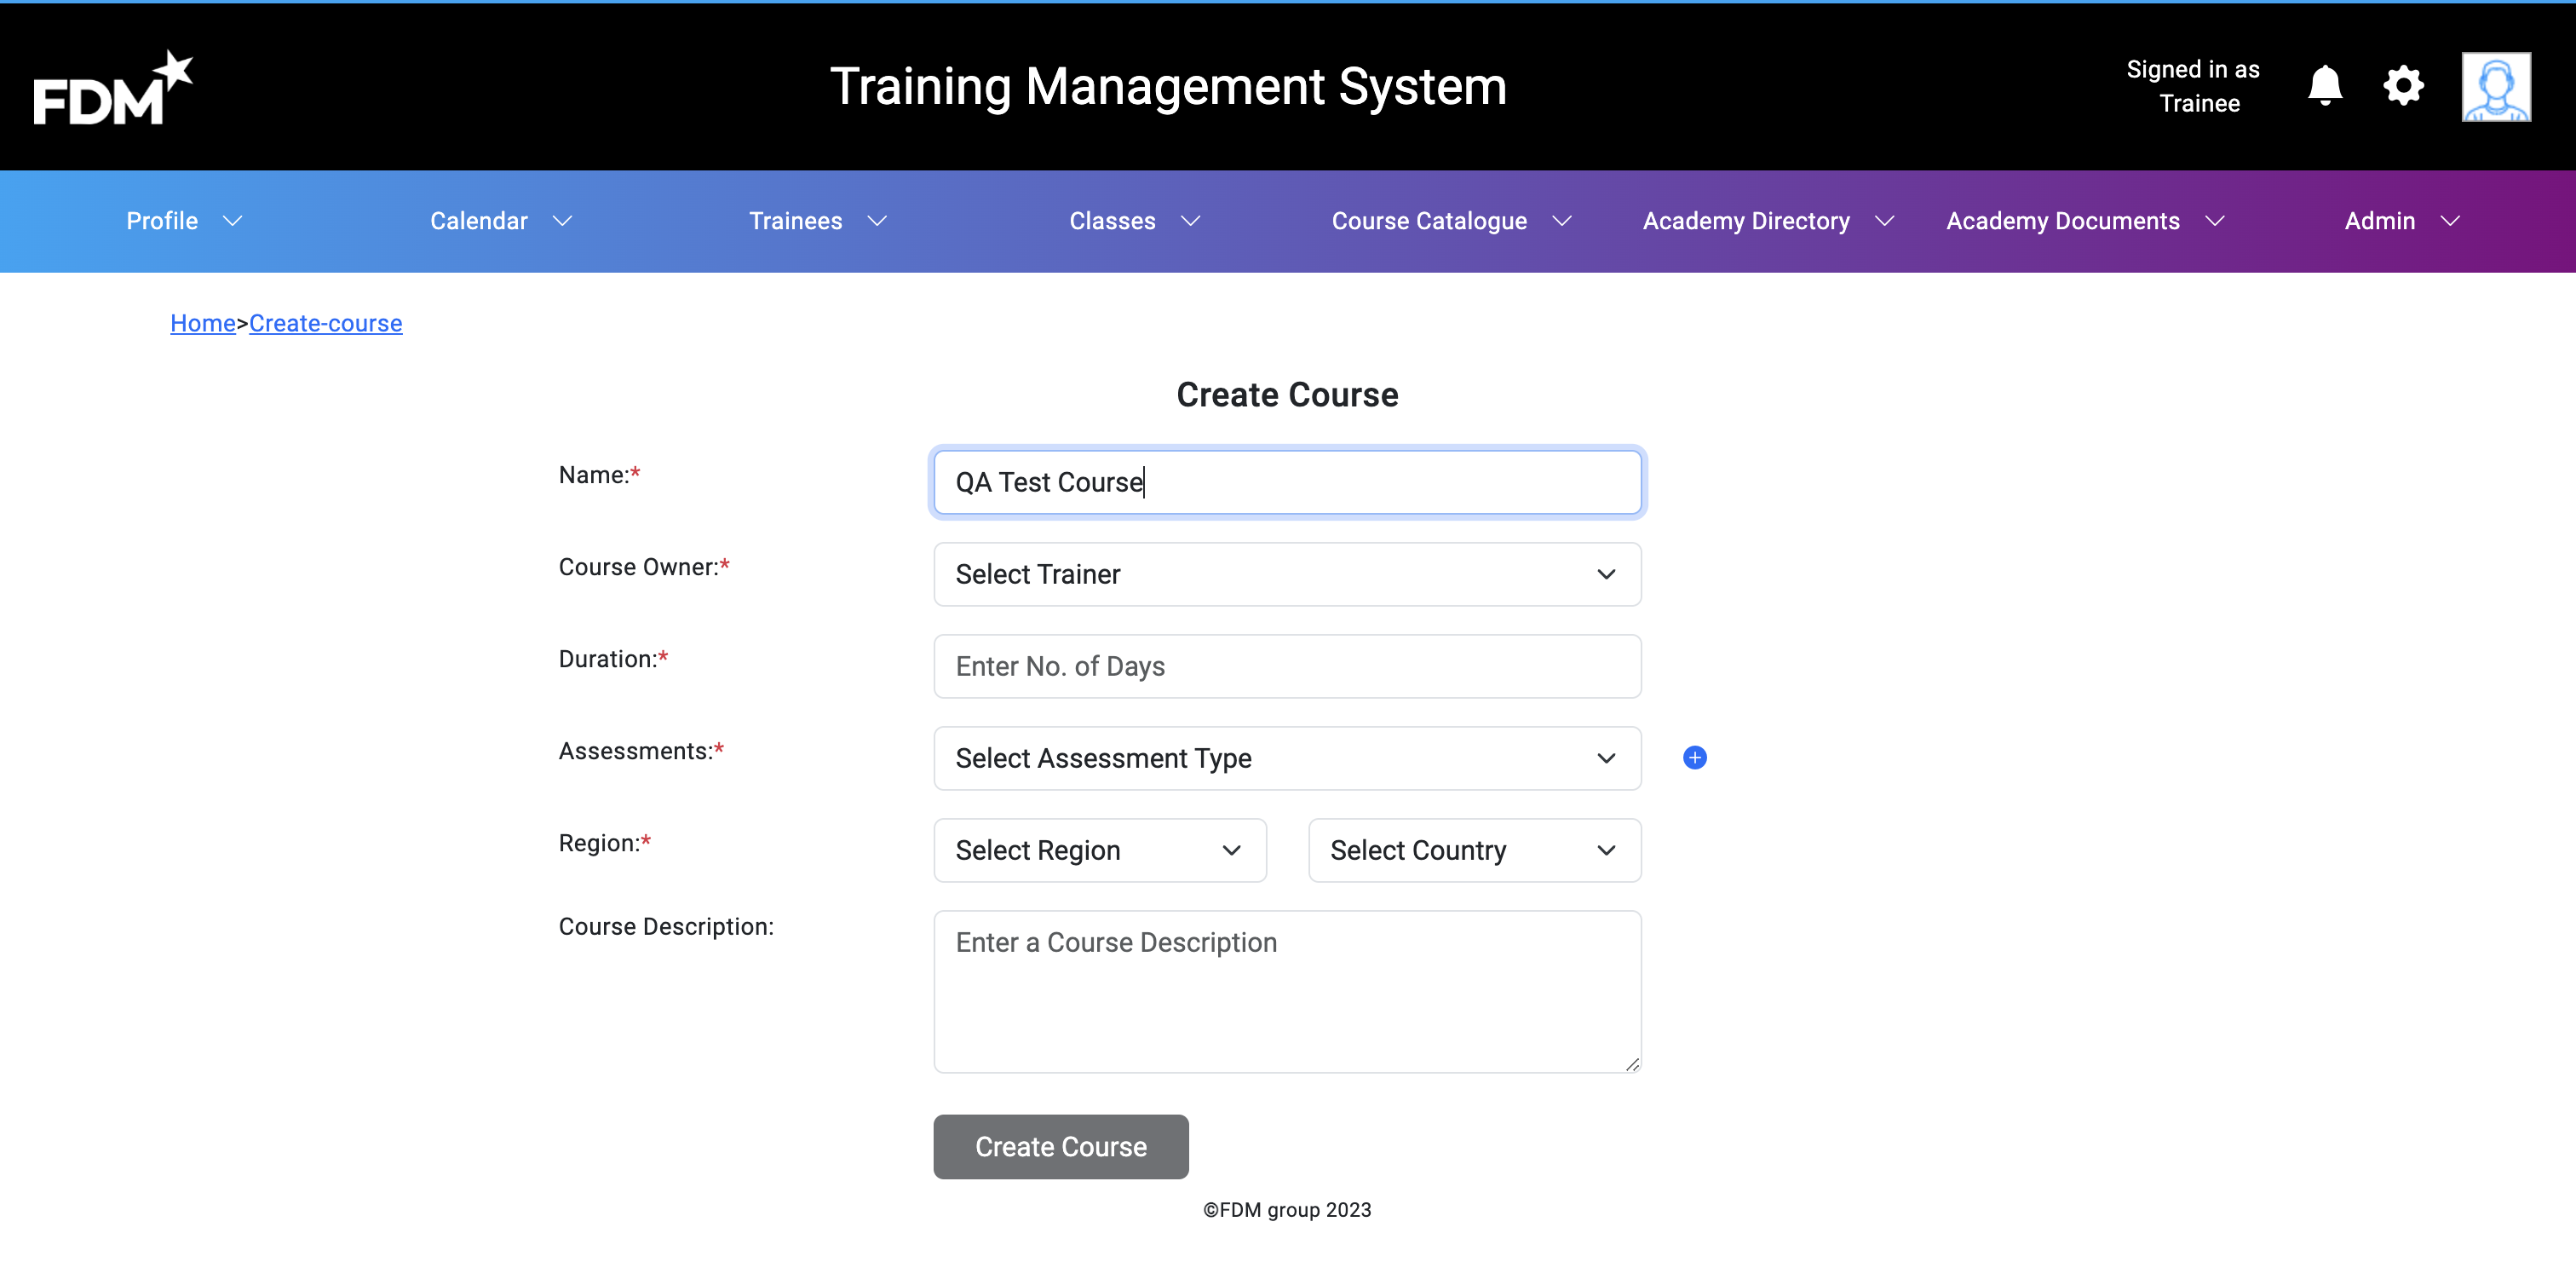 FDM
Training Management System
Signed in as
Trainee
Profile
Calendar
Trainees
Classes
Course Catalogue
Academy Directory
Academy Documents
Admin
Home>Create-course
Create Course
Name:*
QA Test Course
Course Owner:*
Select Trainer
Duration:*
Enter No. of Days
Assessments:*
Select Assessment Type
Region:*
Select Region
Select Country
Course Description:
Enter a Course Description
Create Course
©FDM group 2023